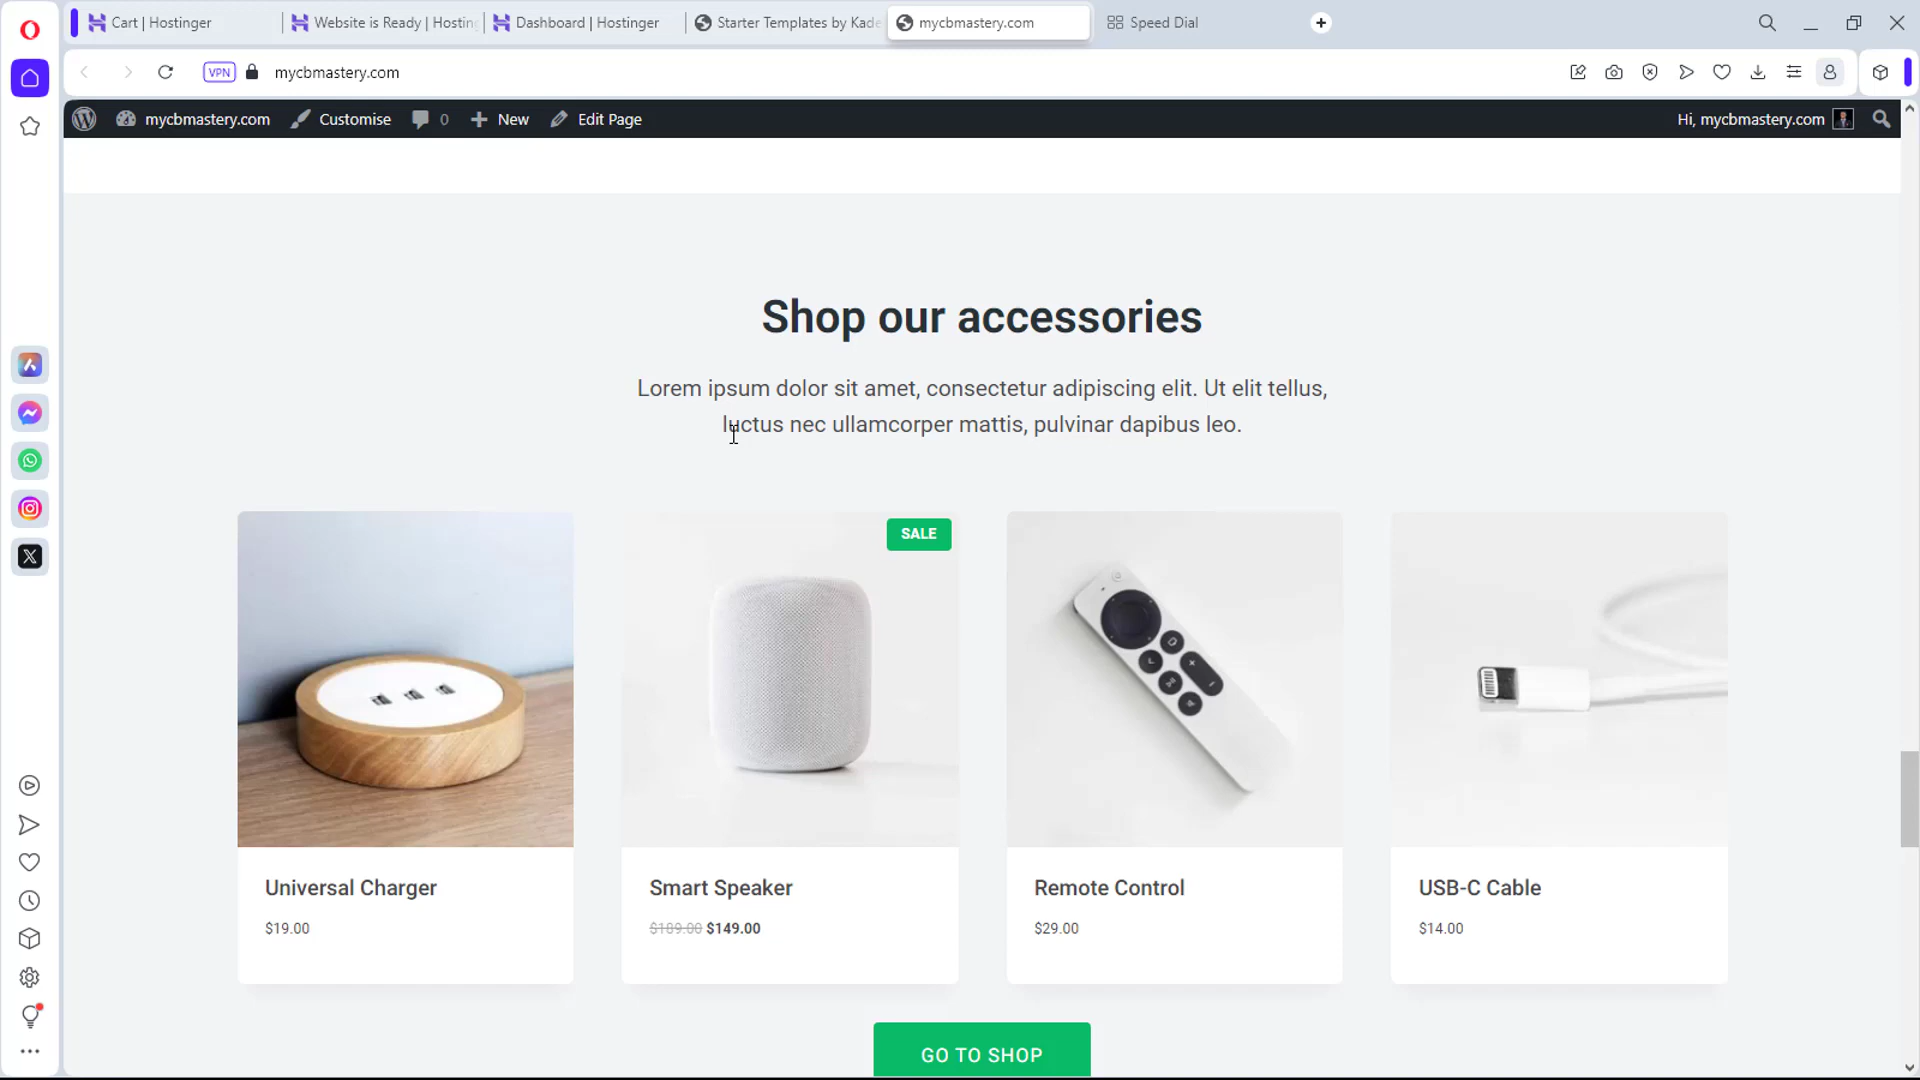 Cart | Hostinger
Website is Ready | Hosting
Dashboard | Hostinger
Starter Templates by Kade
mycbmastery.com
Speed Dial
VPN
mycbmastery.com
mycbmastery.com
Customise
0
New
Edit Page
Hi, mycbmastery.com
Shop our accessories
Lorem ipsum dolor sit amet, consectetur adipiscing elit. Ut elit tellus,
luctus nec ullamcorper mattis, pulvinar dapibus leo.
SALE
Universal Charger
$19.00
Smart Speaker
$189.00 $149.00
Remote Control
$29.00
USB-C Cable
$14.00
GO TO SHOP